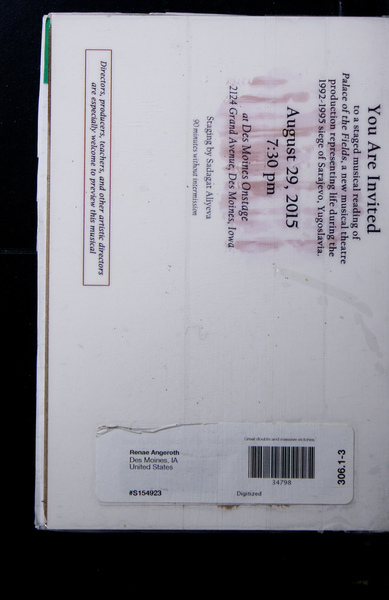 You Are Invited
to a staged musical reading of
Palace of the Fields, a new musical theatre
production representing life during the
1992-1995 siege of Sarajevo, Yugoslavia.
August 29, 2015
7:30 pm
at Des Moines Onstage
2124 Grand Avenue, Des Moines, Iowa
Staging by Sadagat Aliyeva
90 minutes without intermission
Directors, producers, teachers, and other artistic directors
are especially welcome to preview this musical
Renae Angeroth
Des Moines, IA
United States
#S154923
34798
Digitized
306.1-3